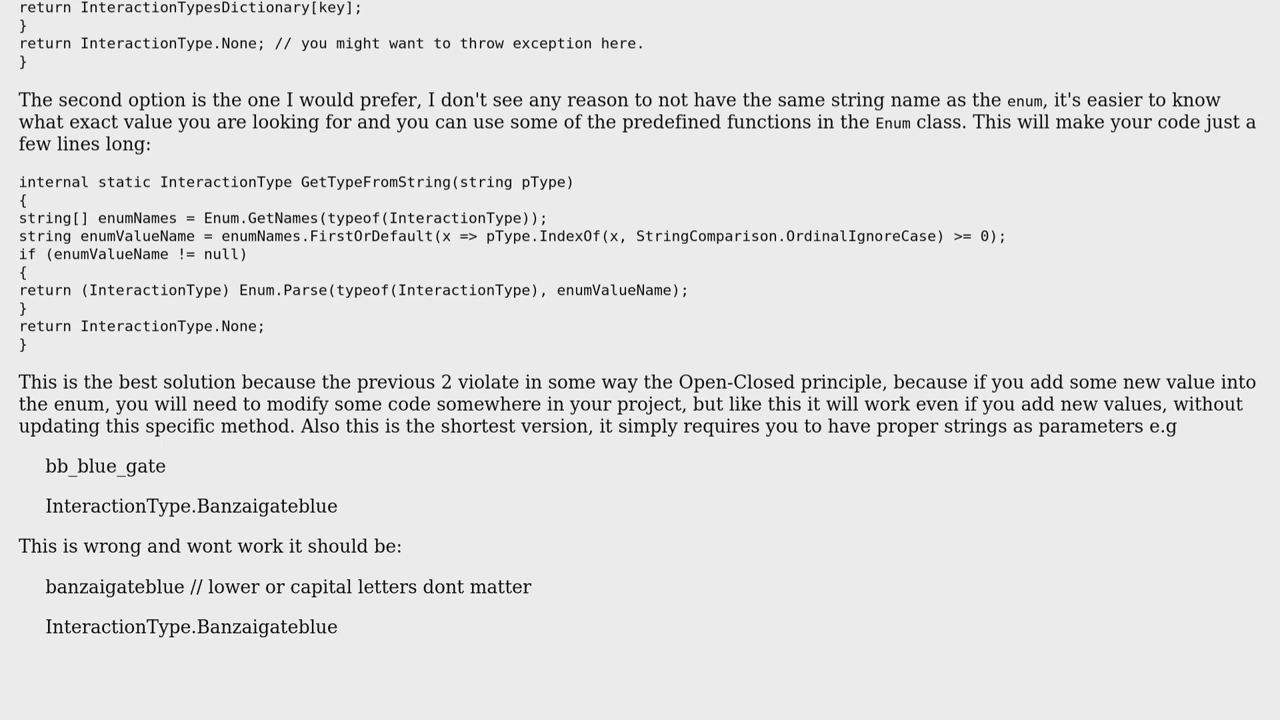 return InteractionTypesDictionary[key];
}
return InteractionType.None; // you might want to throw exception here.
}
The second option is the one I would prefer, I don't see any reason to not have the same string name as the enum, it's easier to know
what exact value you are looking for and you can use some of the predefined functions in the Enum class. This will make your code just a
few lines long:
internal static InteractionType GetTypeFromString(string pType)
{
string[] enumNames = Enum.GetNames(typeof(InteractionType));
string enumValueName = enumNames.FirstOrDefault(x => pType.IndexOf(x, StringComparison.OrdinalIgnoreCase) >= 0);
if (enumValueName != null)
{
return (InteractionType) Enum.Parse(typeof(InteractionType), enumValueName);
}
return InteractionType.None;
}
This is the best solution because the previous 2 violate in some way the Open-Closed principle, because if you add some new value into
the enum, you will need to modify some code somewhere in your project, but like this it will work even if you add new values, without
updating this specific method. Also this is the shortest version, it simply requires you to have proper strings as parameters e.g
bb_blue_gate
InteractionType.Banzaigateblue
This is wrong and wont work it should be:
banzaigateblue // lower or capital letters dont matter
InteractionType.Banzaigateblue